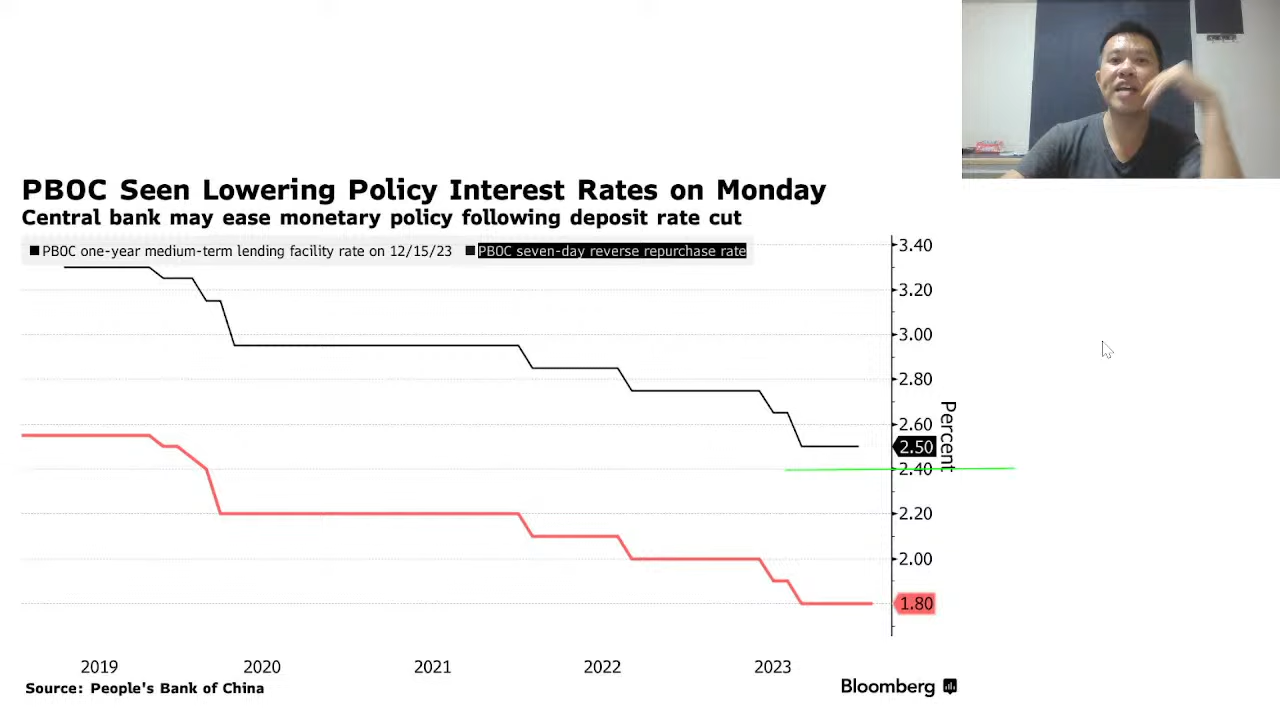 PBOC Seen Lowering Policy Interest Rates on Monday
Central bank may ease monetary policy following deposit rate cut
PBOC one-year medium-term lending facility rate on 12/15/23 PBOC seven-day reverse repurchase rate
3.40
3.20
3.00
2.80
2.60
2.50
2.40
2.20
2.00
1.80
Percent
2019 2020 2021 2022 2023
Source: People's Bank of China
Bloomberg